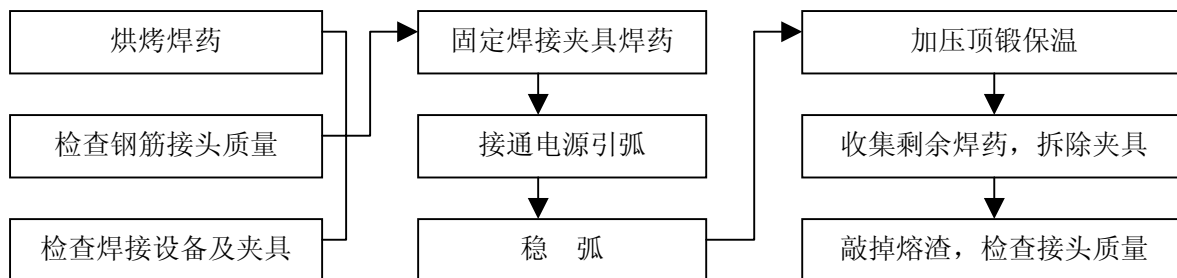 烘烤焊药
检查钢筋接头质量
检查焊接设备及夹具
固定焊接夹具焊药
接通电源引弧
稳　弧
加压顶锻保温
收集剩余焊药，拆除夹具
敲掉熔渣，检查接头质量